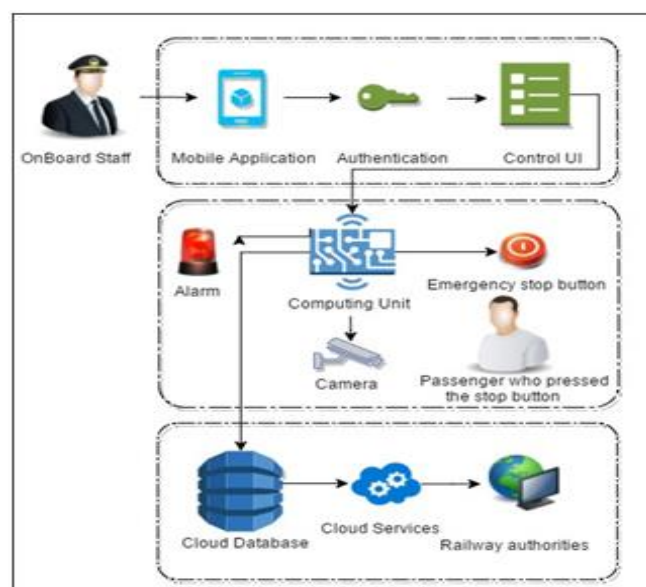 OnBoard Staff
Mobile Application
Authentication
Control UI
Alarm
Computing Unit
Emergency stop button
Camera
Passenger who pressed
the stop button
Cloud Database
Cloud Services
Railway authorities